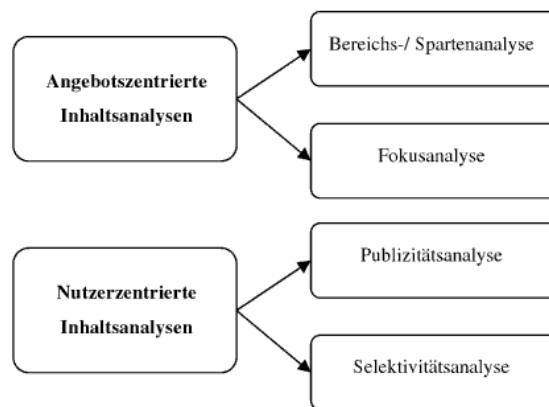 Angebotszentrierte
Inhaltsanalysen
Bereichs-/ Spartenanalyse
Fokusanalyse
Nutzerzentrierte
Inhaltsanalysen
Publizitätsanalyse
Selektivitätsanalyse